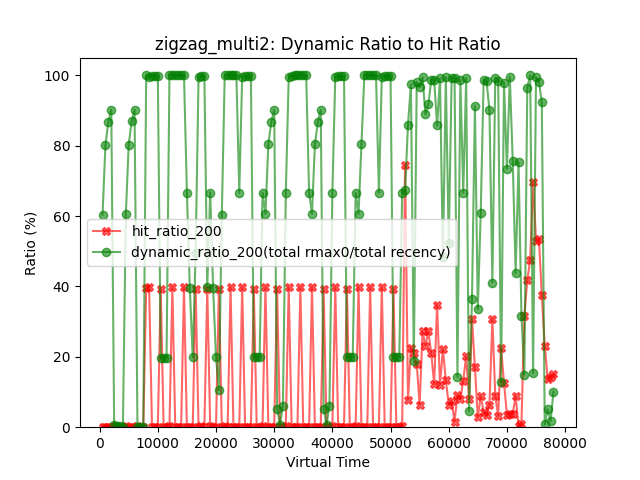 zigzag_multi2: Dynamic Ratio to Hit Ratio
100
80
60
40
20
0
Ratio (%)
hit_ratio_200
dynamic_ratio_200(total rmax0/total recency)
0 10000 20000 30000 40000 50000 60000 70000 80000
Virtual Time